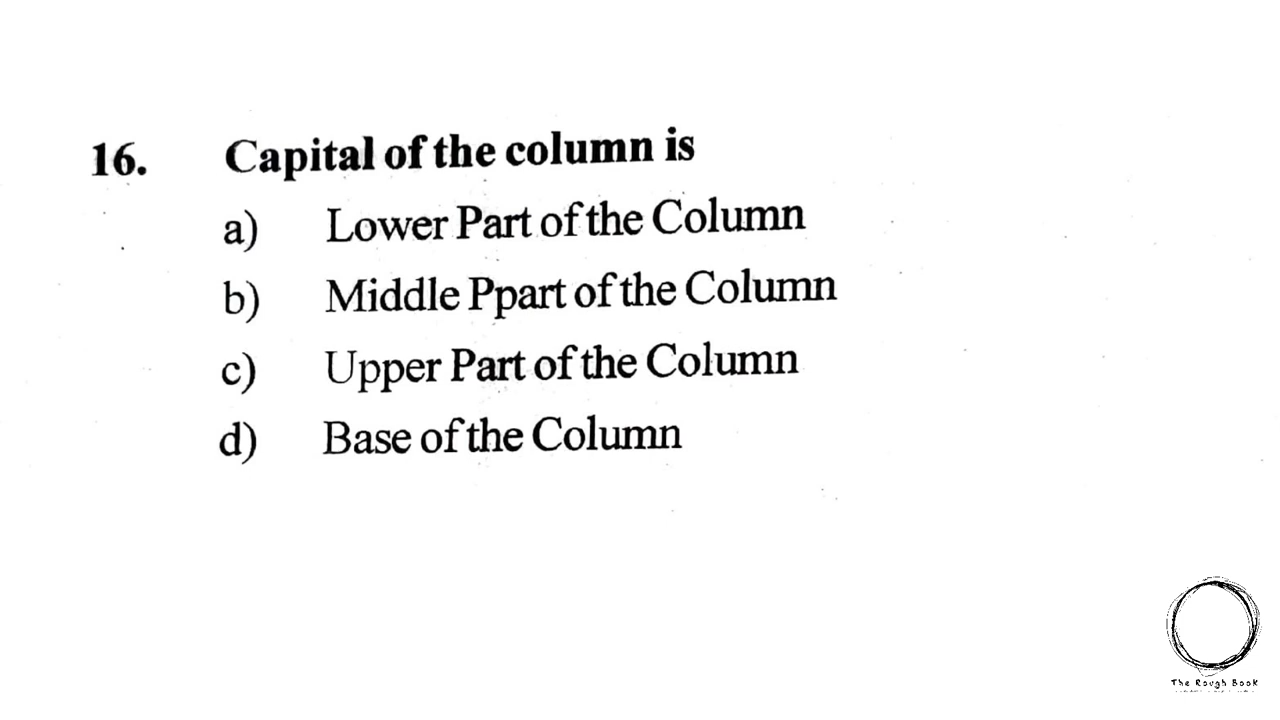 16. Capital of the column is
a) Lower Part of the Column
b) Middle Ppart of the Column
c) Upper Part of the Column
d) Base of the Column
The Rough Book